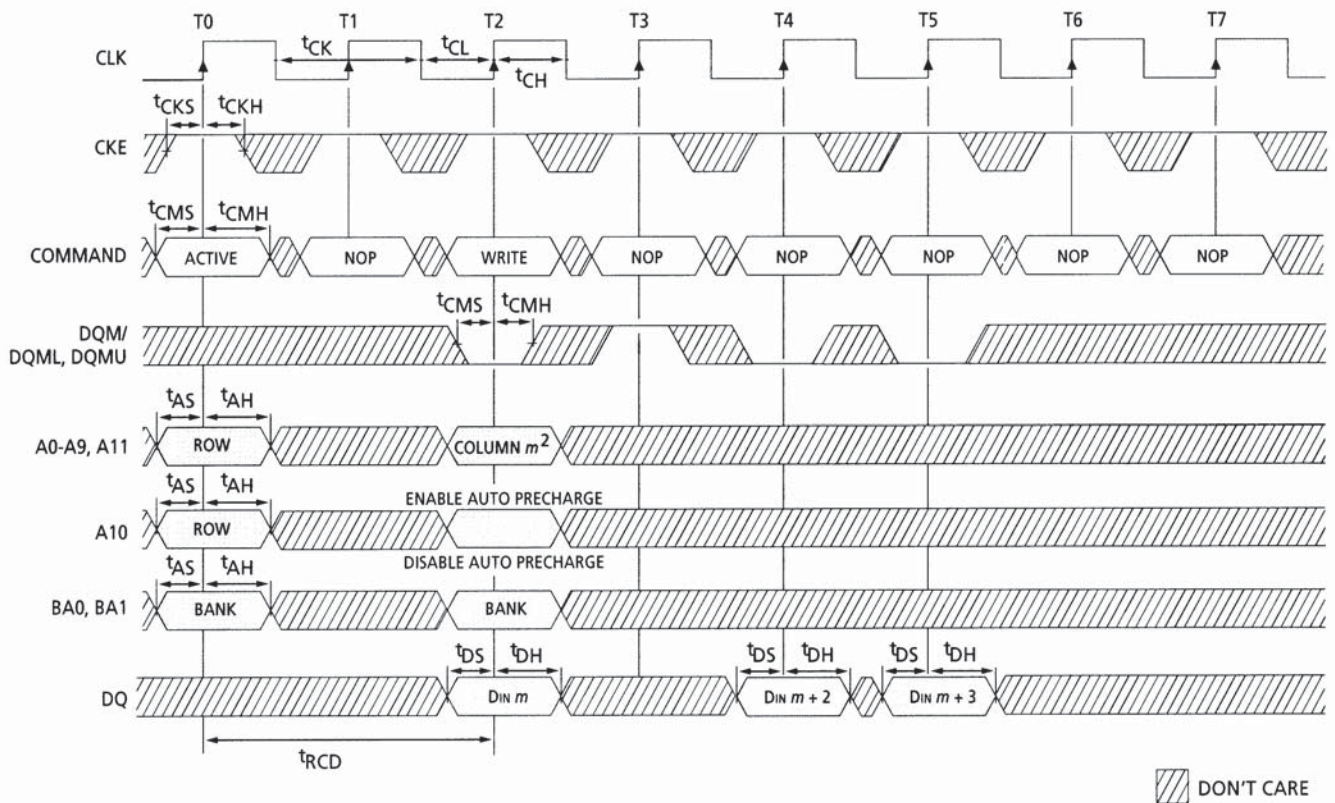 T0 T1 T2 T3 T4 T5 T6 T7
CLK
tCK tCL
tCH
tCKS tCKH
CKE
tCMS tCMH
COMMAND ACTIVE NOP WRITE NOP NOP NOP NOP NOP
tCMS tCMH
DQM/
DQML, DQMU
tAS tAH
A0-A9, A11 ROW COLUMN m2
tAS tAH ENABLE AUTO PRECHARGE
A10 ROW
DISABLE AUTO PRECHARGE
tAS tAH
BA0, BA1 BANK BANK
tDS tDH tDS tDH tDS tDH
DQ DIN m DIN m + 2 DIN m + 3
tRCD
DON'T CARE